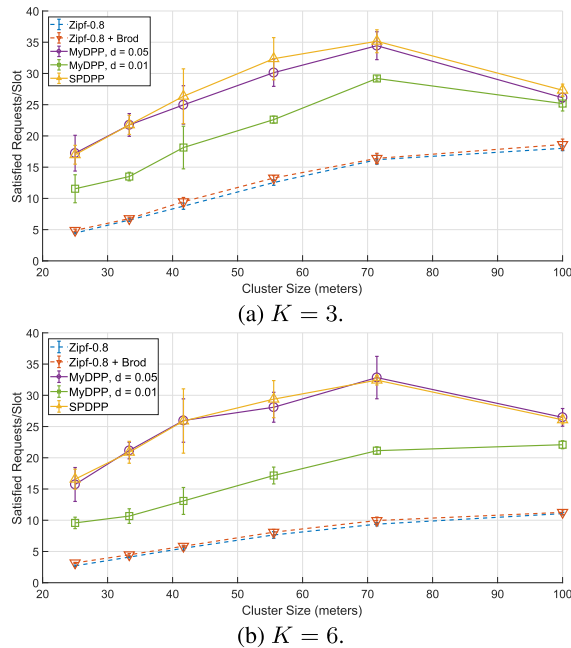 40
35
30
25
20
15
10
5
0
Satisfied Requests/Slot
Zipf-0.8
Zipf-0.8 + Brod
MyDPP, d = 0.05
MyDPP, d = 0.01
SPDPP
20 30 40 50 60 70 80 90 100
Cluster Size (meters)
(a) K = 3.
40
35
30
25
20
15
10
5
0
Satisfied Requests/Slot
Zipf-0.8
Zipf-0.8 + Brod
MyDPP, d = 0.05
MyDPP, d = 0.01
SPDPP
20 30 40 50 60 70 80 90 100
Cluster Size (meters)
(b) K = 6.